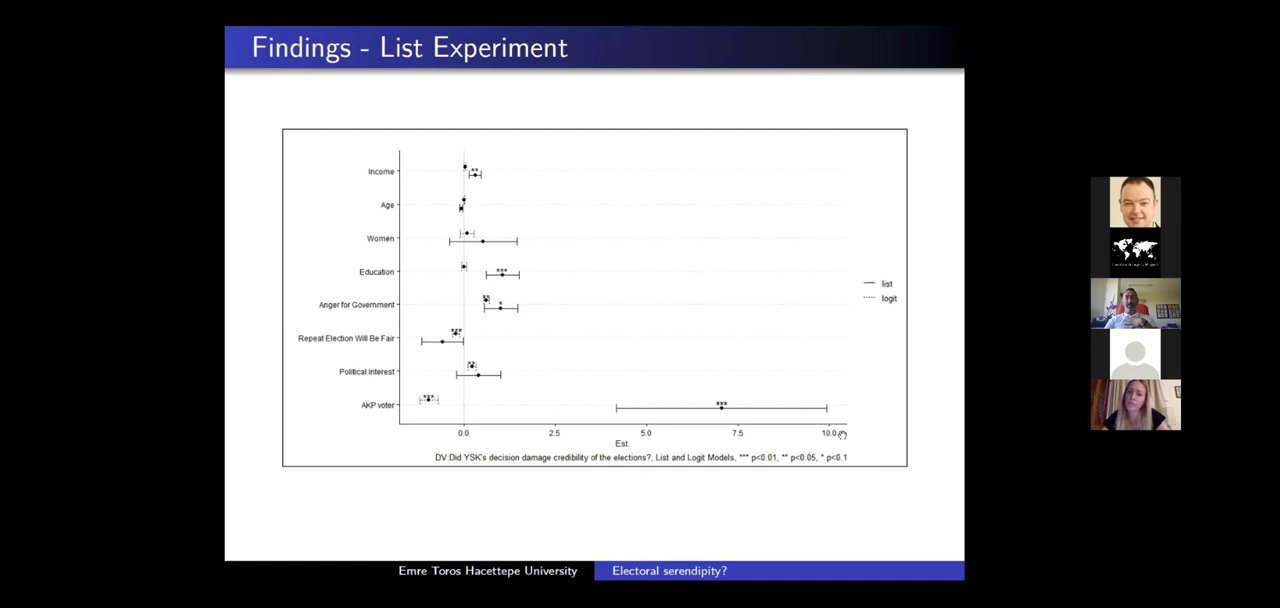 Findings - List Experiment
Income
**
Age
Women
Education
***
Anger for Government
**
*
Repeat Election Will Be Fair
***
Political Interest
**
AKP voter
***
***
0.0 2.5 5.0 7.5 10.0
Est.
DV:Did YSK's decision damage credibility of the elections?, List and Logit Models, *** p<0.01, ** p<0.05, * p<0.1
list
logit
Emre Toros Hacettepe University
Electoral serendipity?